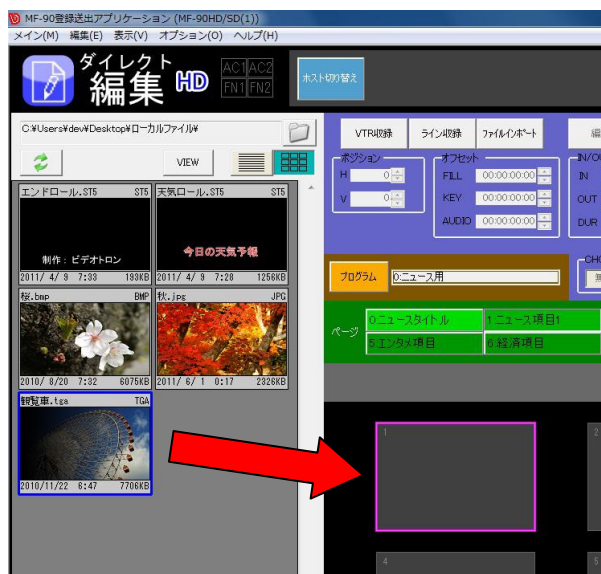 MF-90登録送出アプリケーション (MF-90HD/SD(1))
メイン(M) 編集(E) 表示(V) オプション(O) ヘルプ(H)
ダイレクト
編集 HD
AC1 AC2
FN1 FN2
ホスト切り替え
C:¥Users¥dev¥Desktop¥ローカルファイル¥
VIEW
エンドロール.ST5 ST5
制作:ビデオトロン
2011/ 4/ 9 7:33 193KB
天気ロール.ST5 ST5
今日の天気予報
2011/ 4/ 9 7:28 1256KB
桜.bmp BMP
2010/ 8/20 7:32 6075KB
秋.jpg JPG
2011/ 6/ 1 0:17 2326KB
観覧車.tga TGA
2010/11/22 6:47 7706KB
VTR収録 ライン収録 ファイルインポート 編
ポジション
H 0
V 0
オフセット
FILL 00:00:00:00
KEY 00:00:00:00
AUDIO 00:00:00:00
IN/O
IN
OUT
DUR
プログラム 0:ニュース用
CHO
無
ページ
0:ニュースタイトル 1:ニュース項目1
5:エンタメ項目 6:経済項目
1 2
4 5